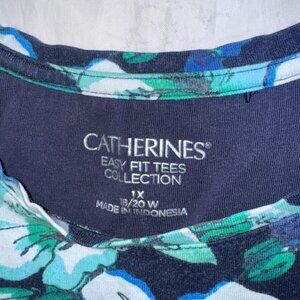 CATHERINES®
EASY FIT TEES
COLLECTION
1X
18/20 W
MADE IN INDONESIA